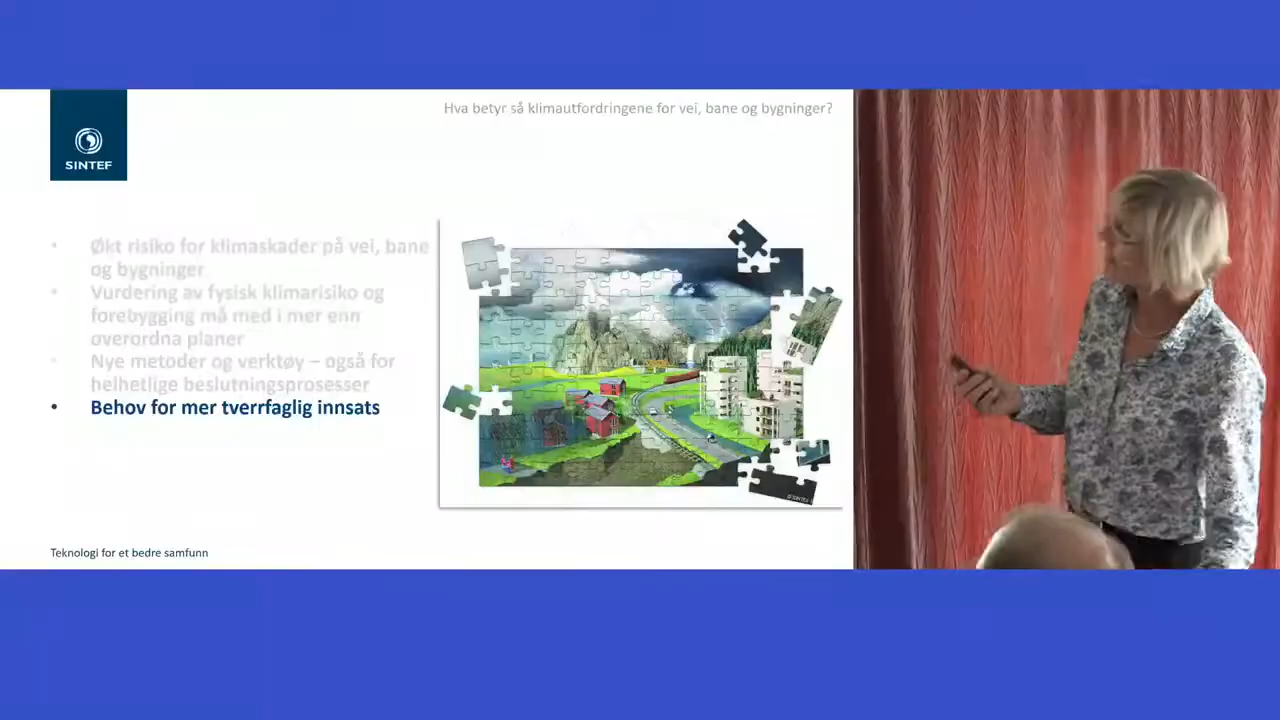 Hva betyr så klimautfordringene for vei, bane og bygninger?
SINTEF
• Økt risiko for klimaskader på vei, bane
og bygninger
• Vurdering av fysisk klimarisiko og
forebygging må med i mer enn
overordna planer
• Nye metoder og verktøy – også for
helhetlige beslutningsprosesser
• Behov for mer tverrfaglig innsats
SINTEF
Teknologi for et bedre samfunn